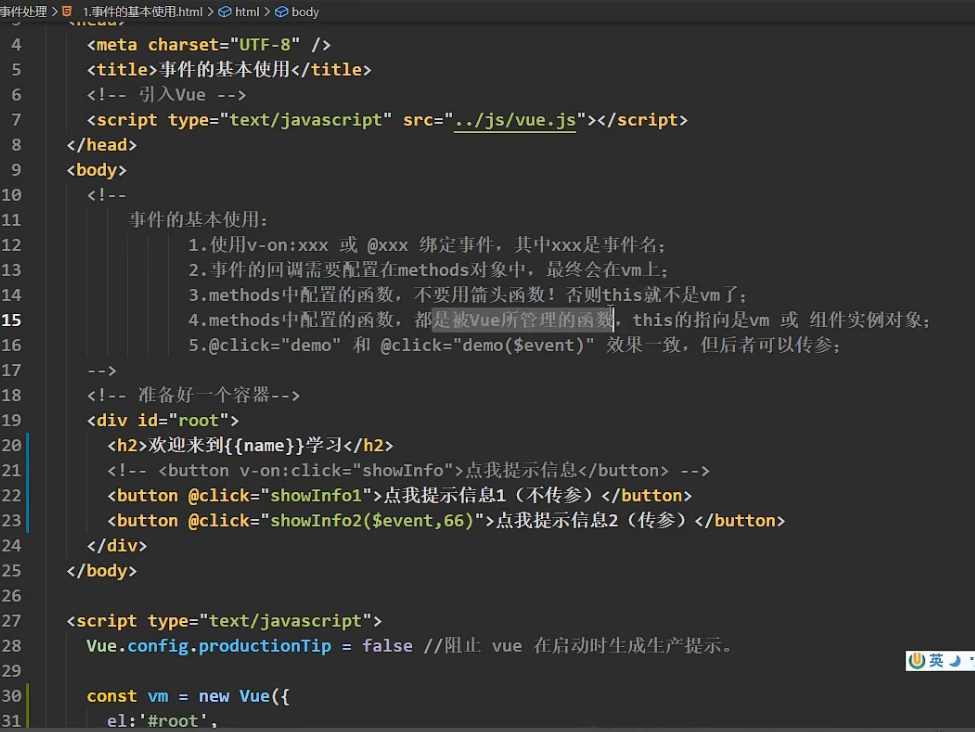 事件处理 > 1.事件的基本使用.html > html > body
3 <head>
4 <meta charset="UTF-8" />
5 <title>事件的基本使用</title>
6 <!-- 引入Vue -->
7 <script type="text/javascript" src="../js/vue.js"></script>
8 </head>
9 <body>
10 <!--
11 事件的基本使用：
12 1.使用v-on:xxx 或 @xxx 绑定事件，其中xxx是事件名；
13 2.事件的回调需要配置在methods对象中，最终会在vm上；
14 3.methods中配置的函数，不要用箭头函数！否则this就不是vm了；
15 4.methods中配置的函数，都是被Vue所管理的函数，this的指向是vm 或 组件实例对象；
16 5.@click="demo" 和 @click="demo($event)" 效果一致，但后者可以传参；
17 -->
18 <!-- 准备好一个容器-->
19 <div id="root">
20 <h2>欢迎来到{{name}}学习</h2>
21 <!-- <button v-on:click="showInfo">点我提示信息</button> -->
22 <button @click="showInfo1">点我提示信息1（不传参）</button>
23 <button @click="showInfo2($event,66)">点我提示信息2（传参）</button>
24 </div>
25 </body>
26
27 <script type="text/javascript">
28 Vue.config.productionTip = false //阻止 vue 在启动时生成生产提示。
29
30 const vm = new Vue({
31 el:'#root',
英